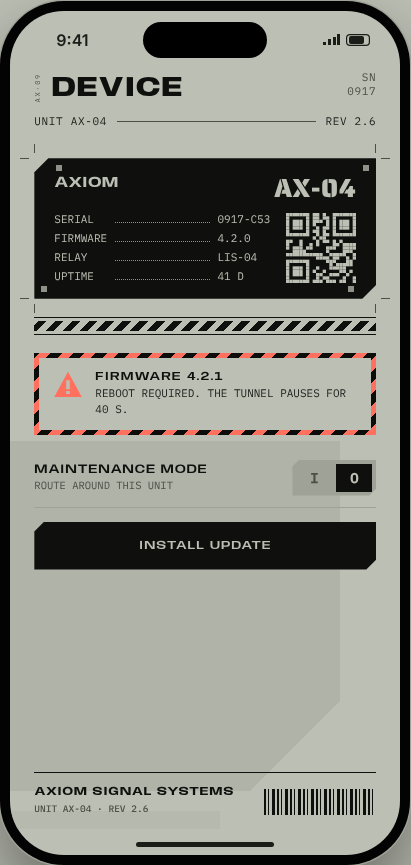 9:41
AX-09
DEVICE
SN
0917
UNIT AX-04
REV 2.6
AXIOM
AX-04
SERIAL 0917-C53
FIRMWARE 4.2.0
RELAY LIS-04
UPTIME 41 D
FIRMWARE 4.2.1
REBOOT REQUIRED. THE TUNNEL PAUSES FOR
40 S.
MAINTENANCE MODE
ROUTE AROUND THIS UNIT
I O
INSTALL UPDATE
AXIOM SIGNAL SYSTEMS
UNIT AX-04 · REV 2.6